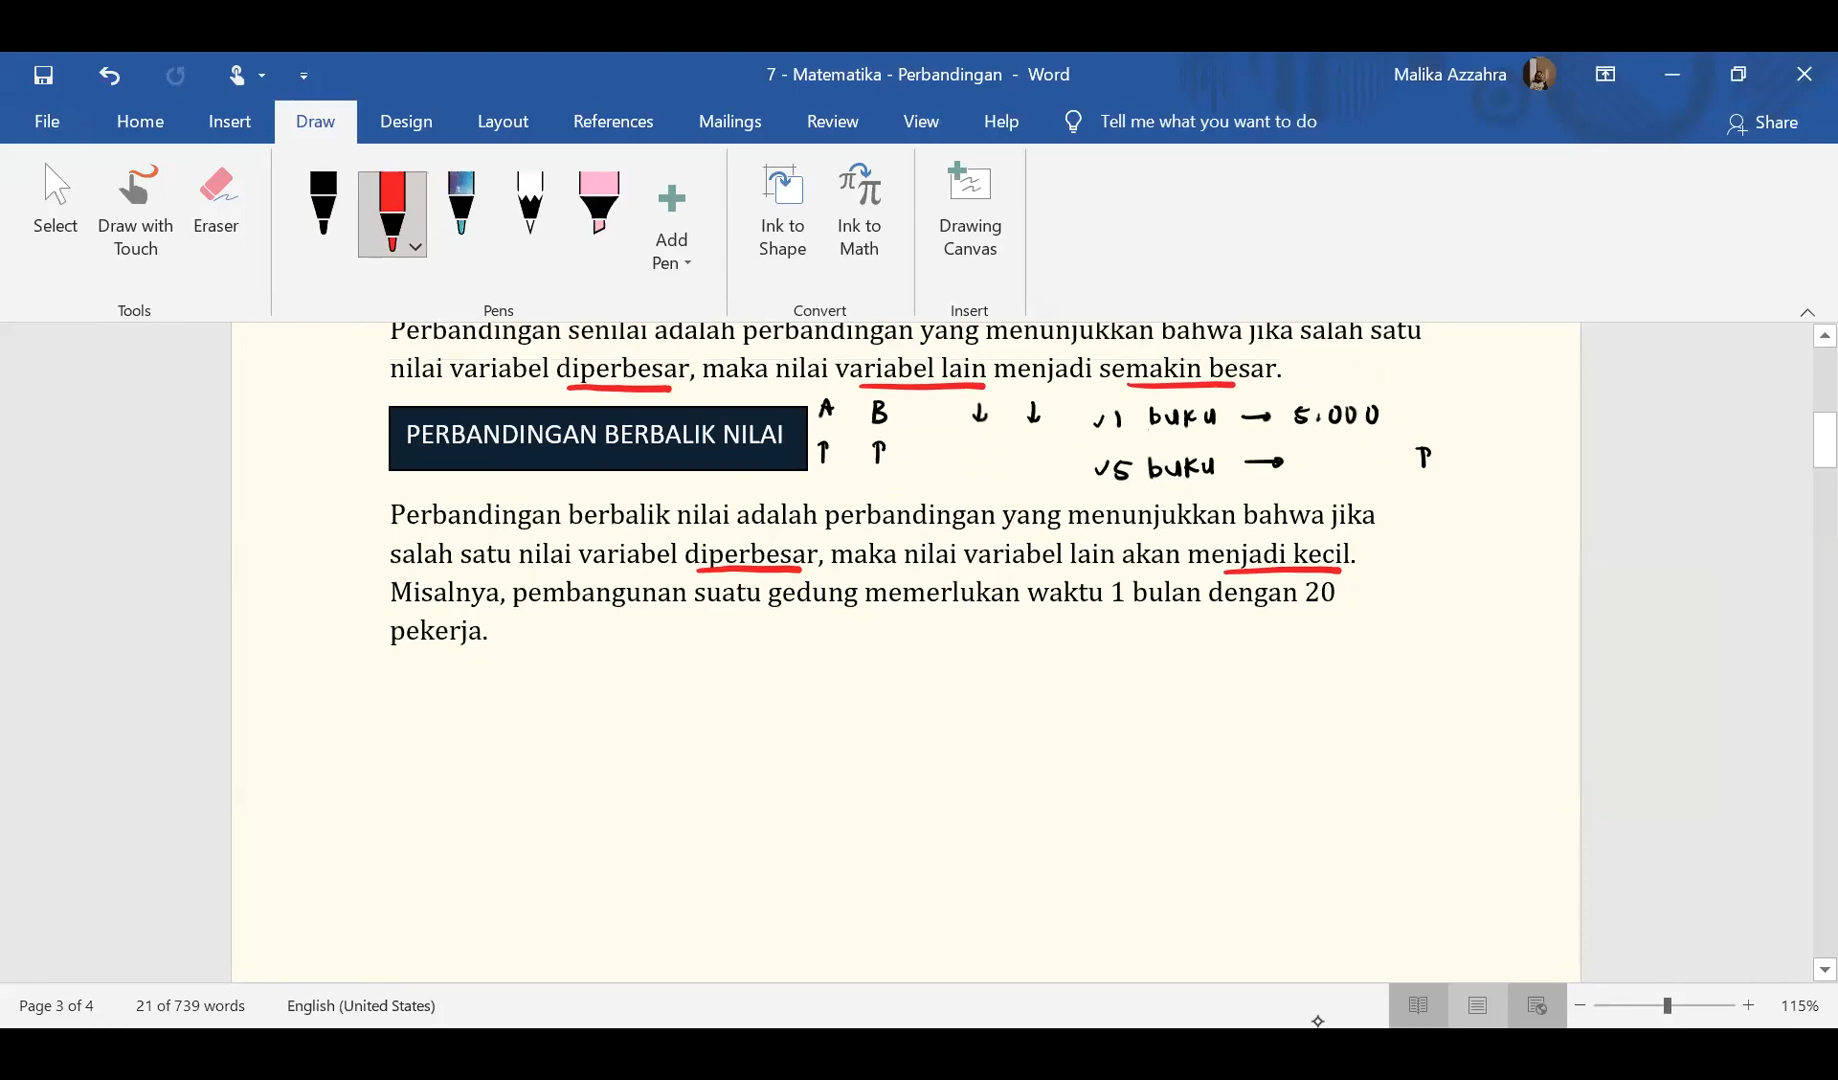 7 - Matematika - Perbandingan - Word
Malika Azzahra
File Home Insert Draw Design Layout References Mailings Review View Help Tell me what you want to do Share
Select
Draw with Touch
Eraser
Add Pen
Ink to Shape
Ink to Math
Drawing Canvas
Tools Pens Convert Insert
Perbandingan senilai adalah perbandingan yang menunjukkan bahwa jika salah satu
nilai variabel diperbesar, maka nilai variabel lain menjadi semakin besar.
A B ↓ ↓ ✓1 buku → 5.000
PERBANDINGAN BERBALIK NILAI
↑ ↑ ✓5 buku → ↑
Perbandingan berbalik nilai adalah perbandingan yang menunjukkan bahwa jika
salah satu nilai variabel diperbesar, maka nilai variabel lain akan menjadi kecil.
Misalnya, pembangunan suatu gedung memerlukan waktu 1 bulan dengan 20
pekerja.
Page 3 of 4 21 of 739 words English (United States) 115%